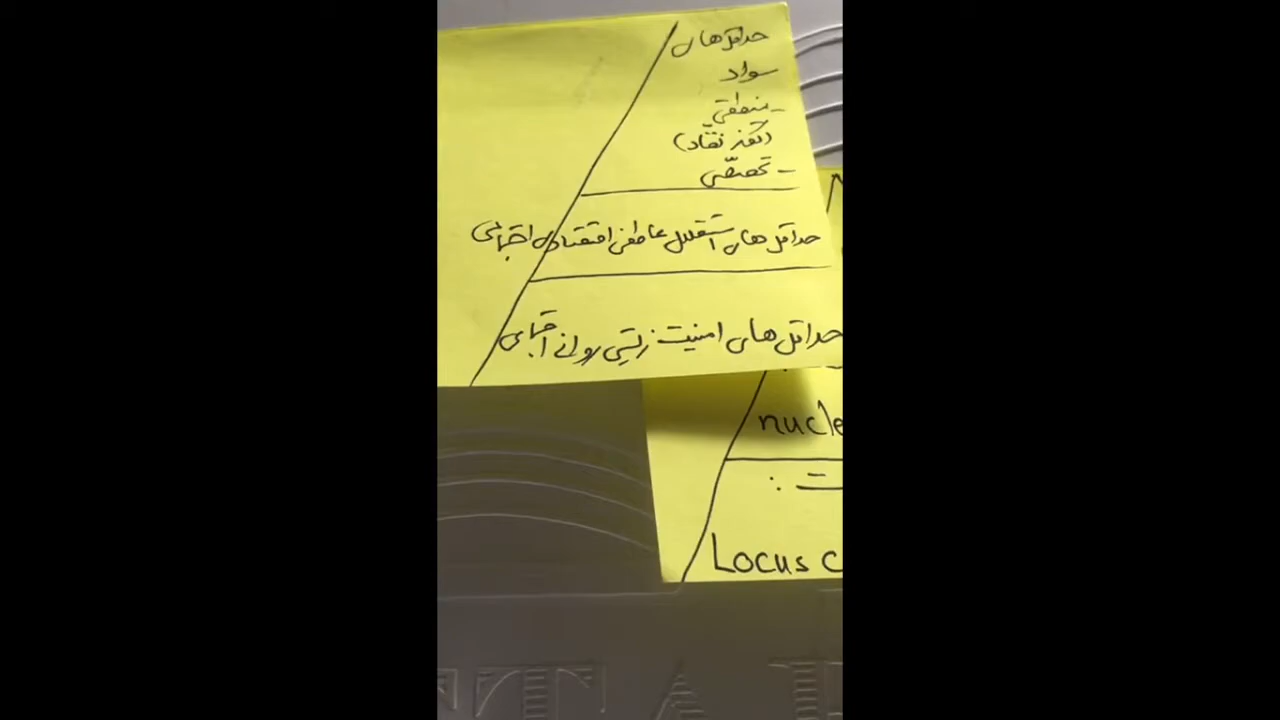 حداقل های
سواد
- منطقی
(تفکر نقاد)
- تخصصی
حداقل های استقلال عاطفی اقتصادی اجتماعی
حداقل های امنیت زیستی روانی اجتماعی
nucle
ت :
Locus c